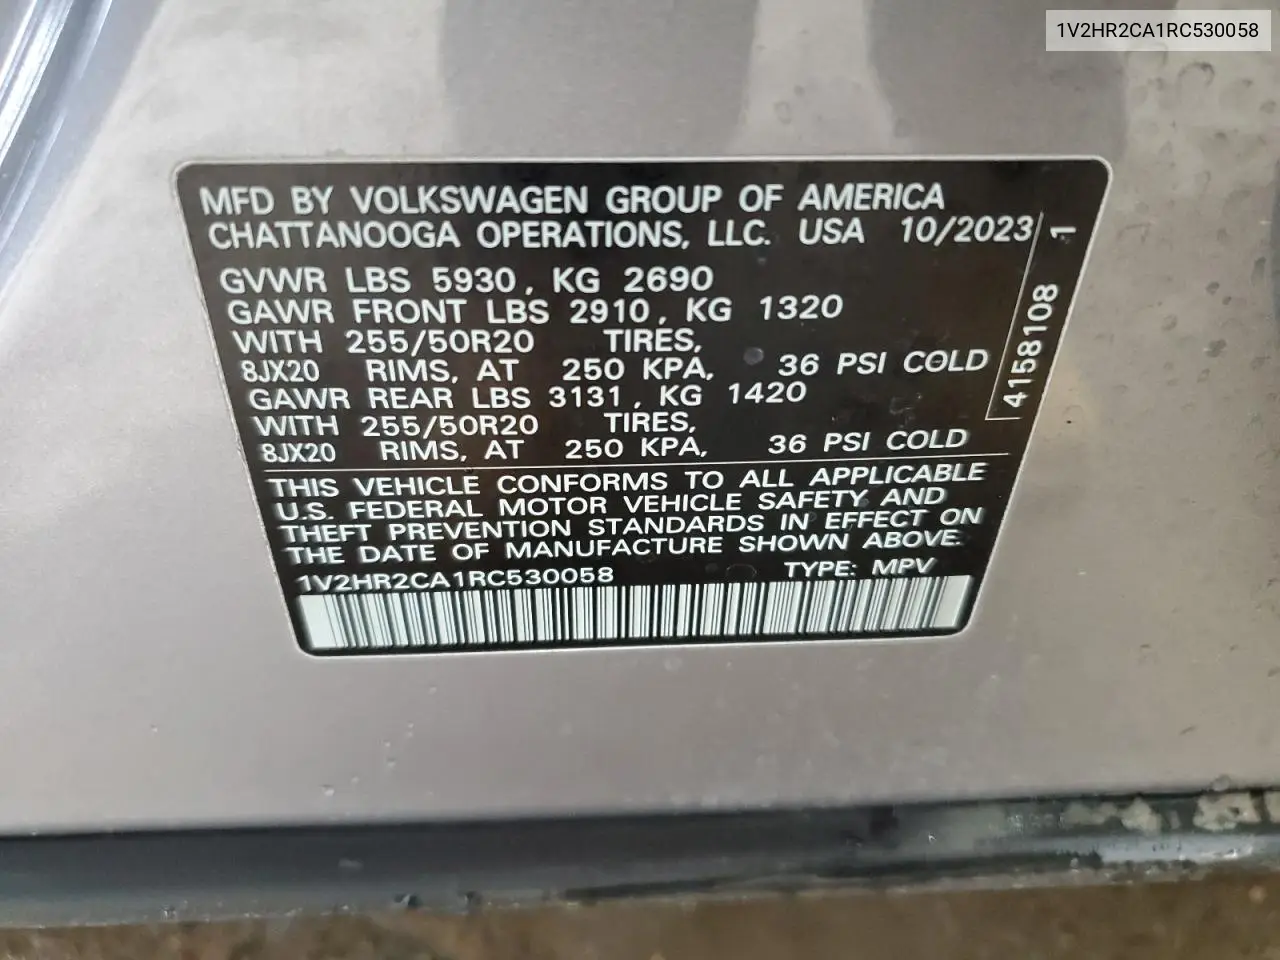 1V2HR2CA1RC530058
MFD BY VOLKSWAGEN GROUP OF AMERICA
CHATTANOOGA OPERATIONS, LLC. USA 10/2023
GVWR LBS 5930, KG 2690
GAWR FRONT LBS 2910, KG 1320
WITH 255/50R20 TIRES,
8JX20 RIMS, AT 250 KPA, 36 PSI COLD
GAWR REAR LBS 3131, KG 1420
WITH 255/50R20 TIRES,
8JX20 RIMS, AT 250 KPA, 36 PSI COLD
4158108 1
THIS VEHICLE CONFORMS TO ALL APPLICABLE
U.S. FEDERAL MOTOR VEHICLE SAFETY AND
THEFT PREVENTION STANDARDS IN EFFECT ON
THE DATE OF MANUFACTURE SHOWN ABOVE.
1V2HR2CA1RC530058 TYPE: MPV